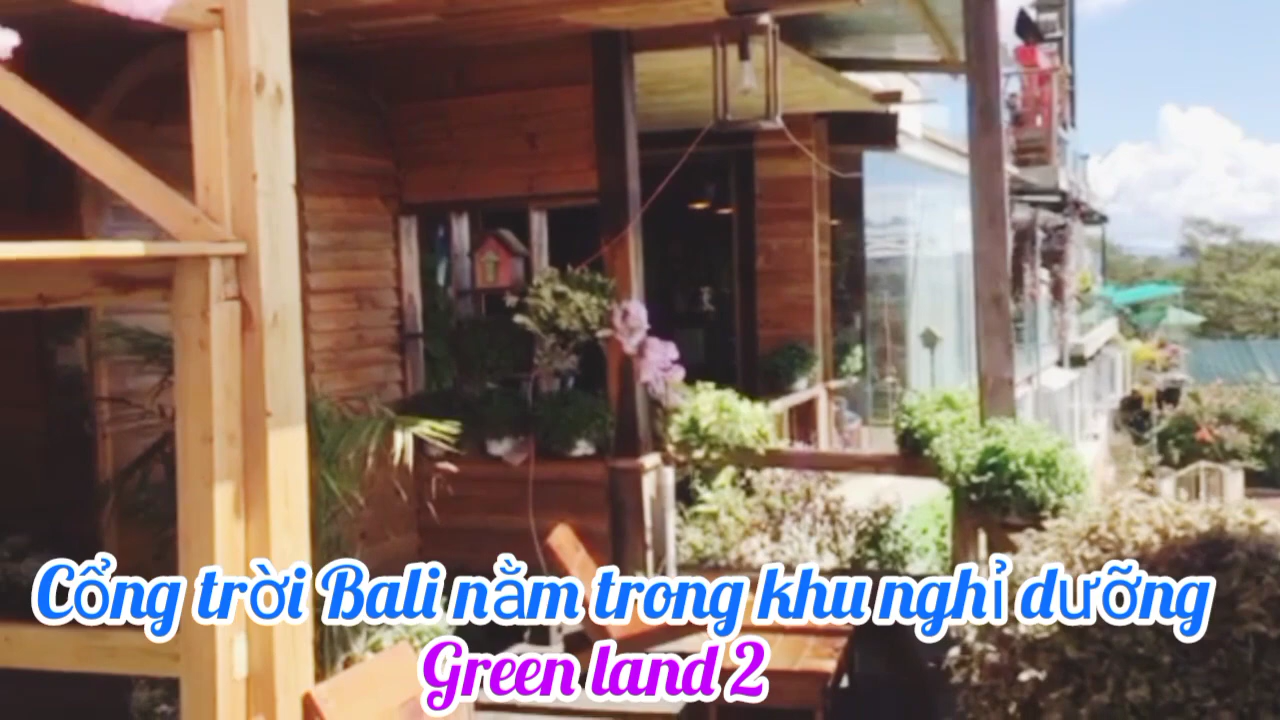 Cổng trời Bali nằm trong khu nghỉ dưỡng
Green land 2